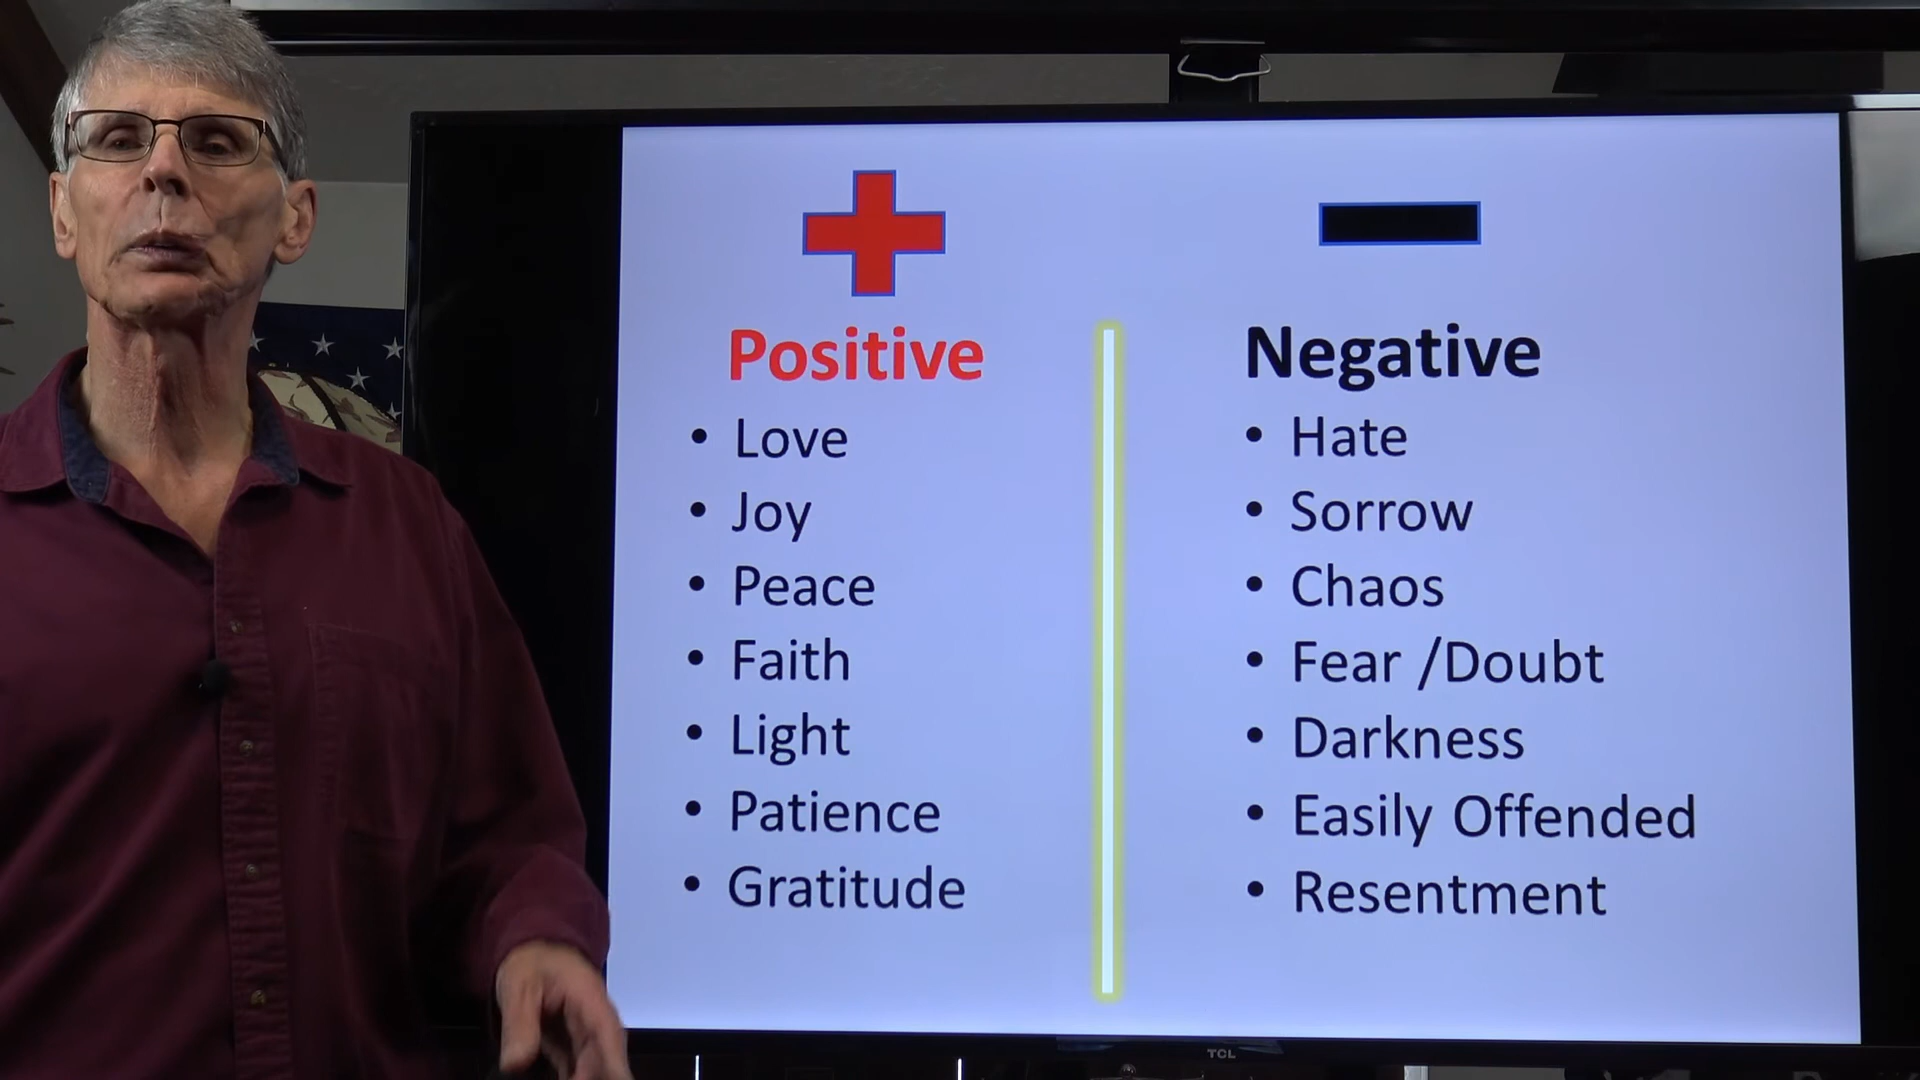 Positive
• Love
• Joy
• Peace
• Faith
• Light
• Patience
• Gratitude
Negative
• Hate
• Sorrow
• Chaos
• Fear /Doubt
• Darkness
• Easily Offended
• Resentment
TCL